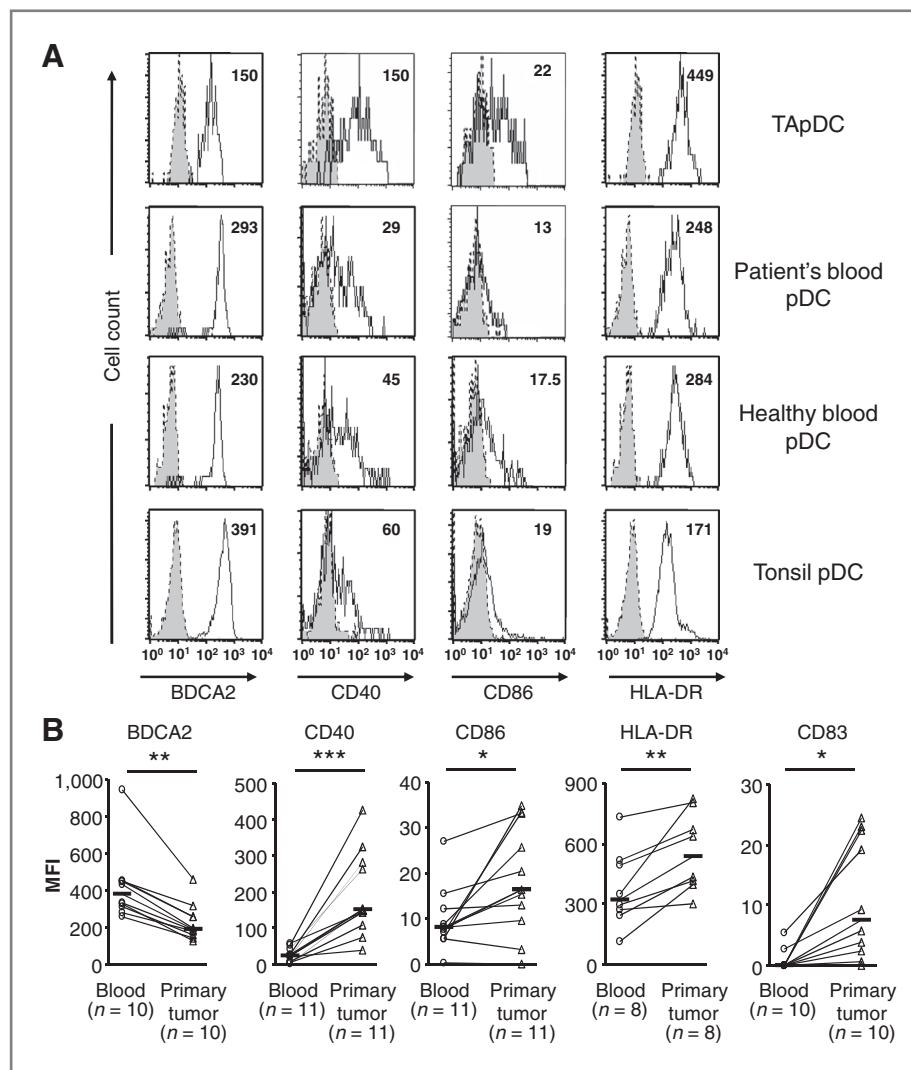 A
150 150 22 449
TApDC
293 29 13 248
Patient's blood
pDC
Cell count
230 45 17.5 284
Healthy blood
pDC
391 60 19 171
Tonsil pDC
10⁰ 10¹ 10² 10³ 10⁴ 10⁰ 10¹ 10² 10³ 10⁴ 10⁰ 10¹ 10² 10³ 10⁴ 10⁰ 10¹ 10² 10³ 10⁴
BDCA2 CD40 CD86 HLA-DR
B
BDCA2 CD40 CD86 HLA-DR CD83
** *** * ** *
MFI
1,000
800
600
400
200
0
500
400
300
200
100
0
40
30
20
10
0
900
600
300
0
30
20
10
0
Blood Primary Blood Primary Blood Primary Blood Primary Blood Primary
(n = 10) tumor (n = 11) tumor (n = 11) tumor (n = 8) tumor (n = 10) tumor
(n = 10) (n = 11) (n = 11) (n = 8) (n = 10)